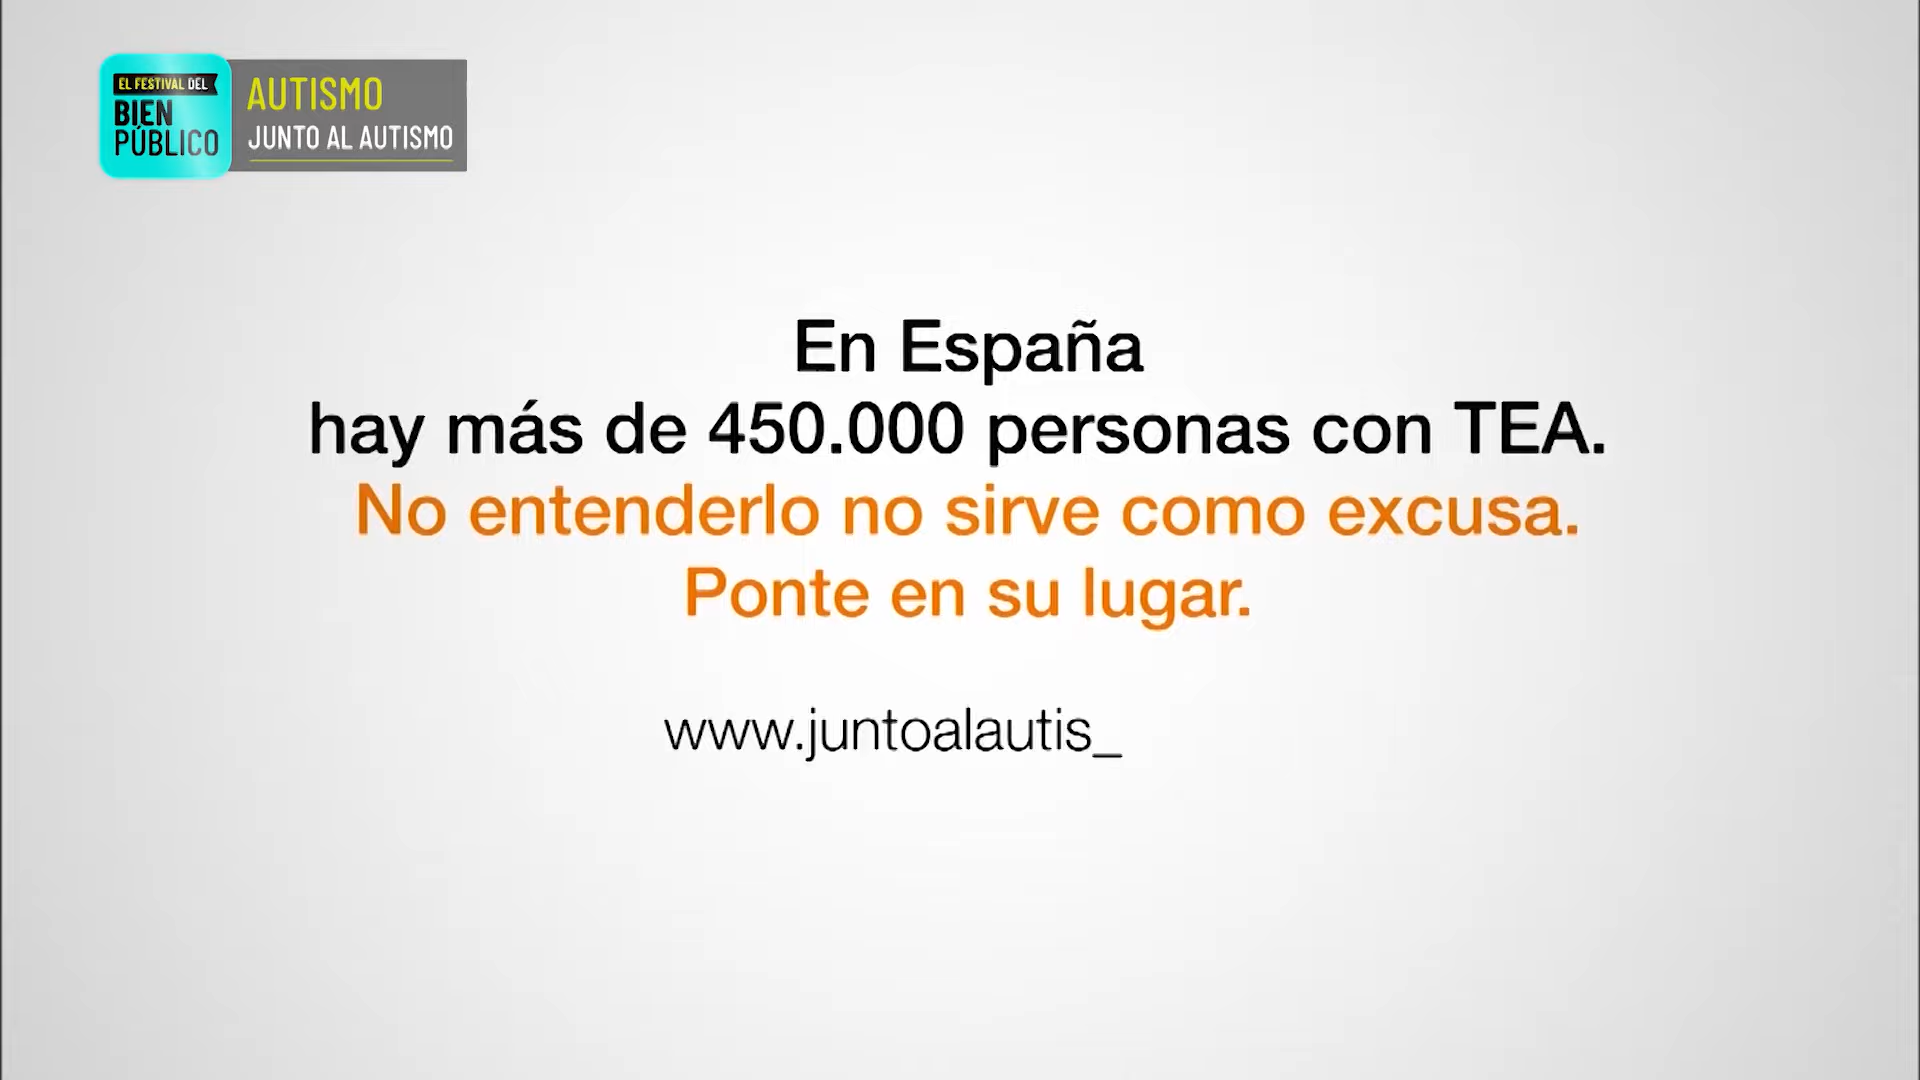 EL FESTIVAL DEL
BIEN
PÚBLICO
AUTISMO
JUNTO AL AUTISMO
En España
hay más de 450.000 personas con TEA.
No entenderlo no sirve como excusa.
Ponte en su lugar.
www.juntoalautis_